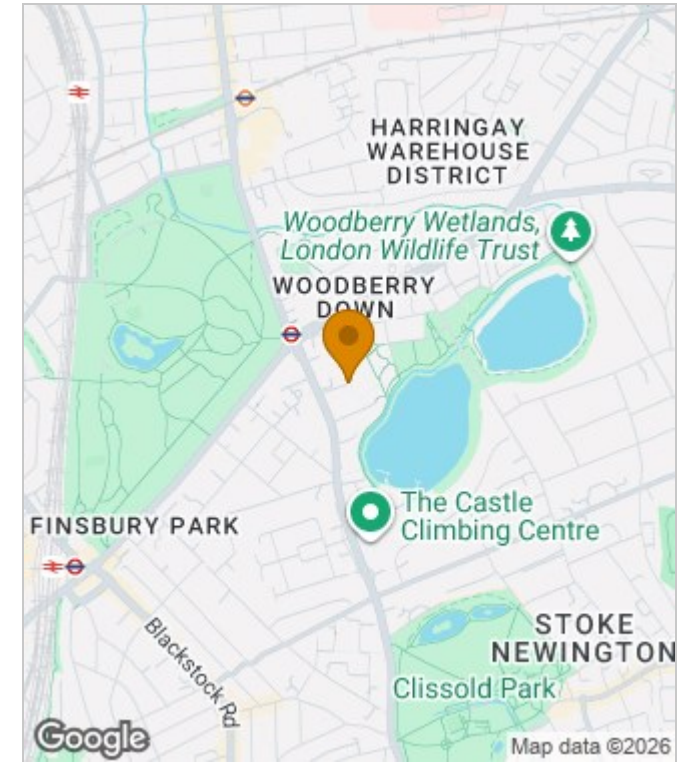 HARRINGAY
WAREHOUSE
DISTRICT
Woodberry Wetlands,
London Wildlife Trust
WOODBERRY
DOWN
The Castle
Climbing Centre
FINSBURY PARK
Blackstock Rd
STOKE
NEWINGTON
Clissold Park
Google
Map data ©2026